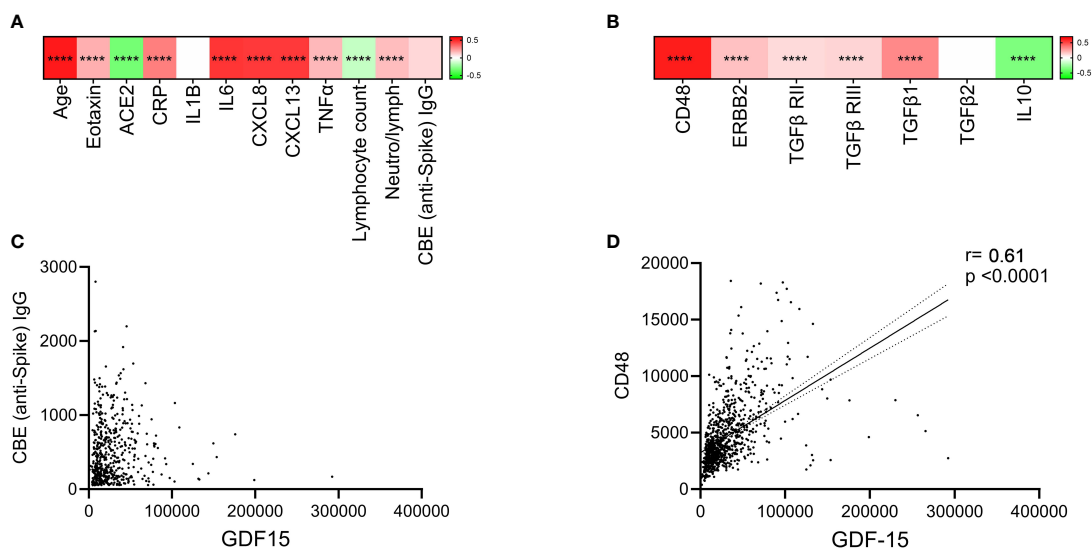 A
**** **** **** **** **** **** **** **** **** ****
0.5
0
-0.5
Age
Eotaxin
ACE2
CRP
IL1B
IL6
CXCL8
CXCL13
TNFα
Lymphocyte count
Neutro/lymph
CBE (anti-Spike) IgG
B
**** **** **** **** **** ****
0.5
0
-0.5
CD48
ERBB2
TGFβ RII
TGFβ RIII
TGFβ1
TGFβ2
IL10
C
CBE (anti-Spike) IgG
3000
2000
1000
0
0 100000 200000 300000 400000
GDF15
D
r= 0.61
p <0.0001
CD48
20000
15000
10000
5000
0
0 100000 200000 300000 400000
GDF-15